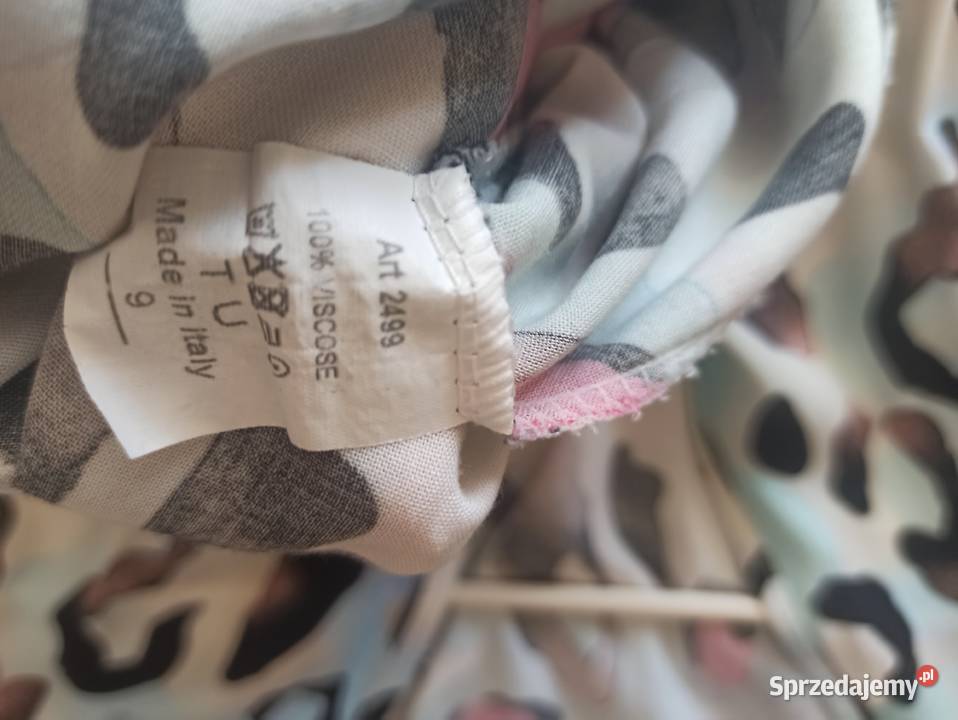 Art 2499
100% VISCOSE
T U
Made in Italy
9
Sprzedajemy.pl